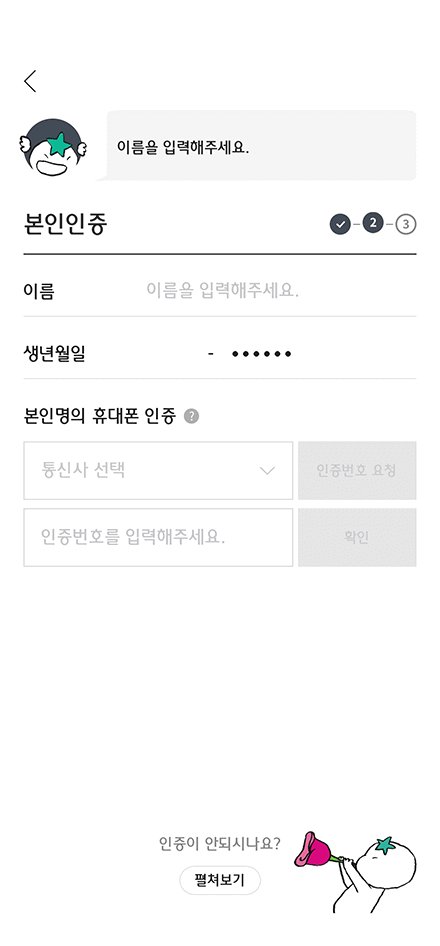 이름을 입력해주세요.
본인인증
2
3
이름
이름을 입력해주세요.
생년월일
- ●●●●●●
본인명의 휴대폰 인증 ?
통신사 선택
인증번호 요청
인증번호를 입력해주세요.
확인
인증이 안되시나요?
펼쳐보기